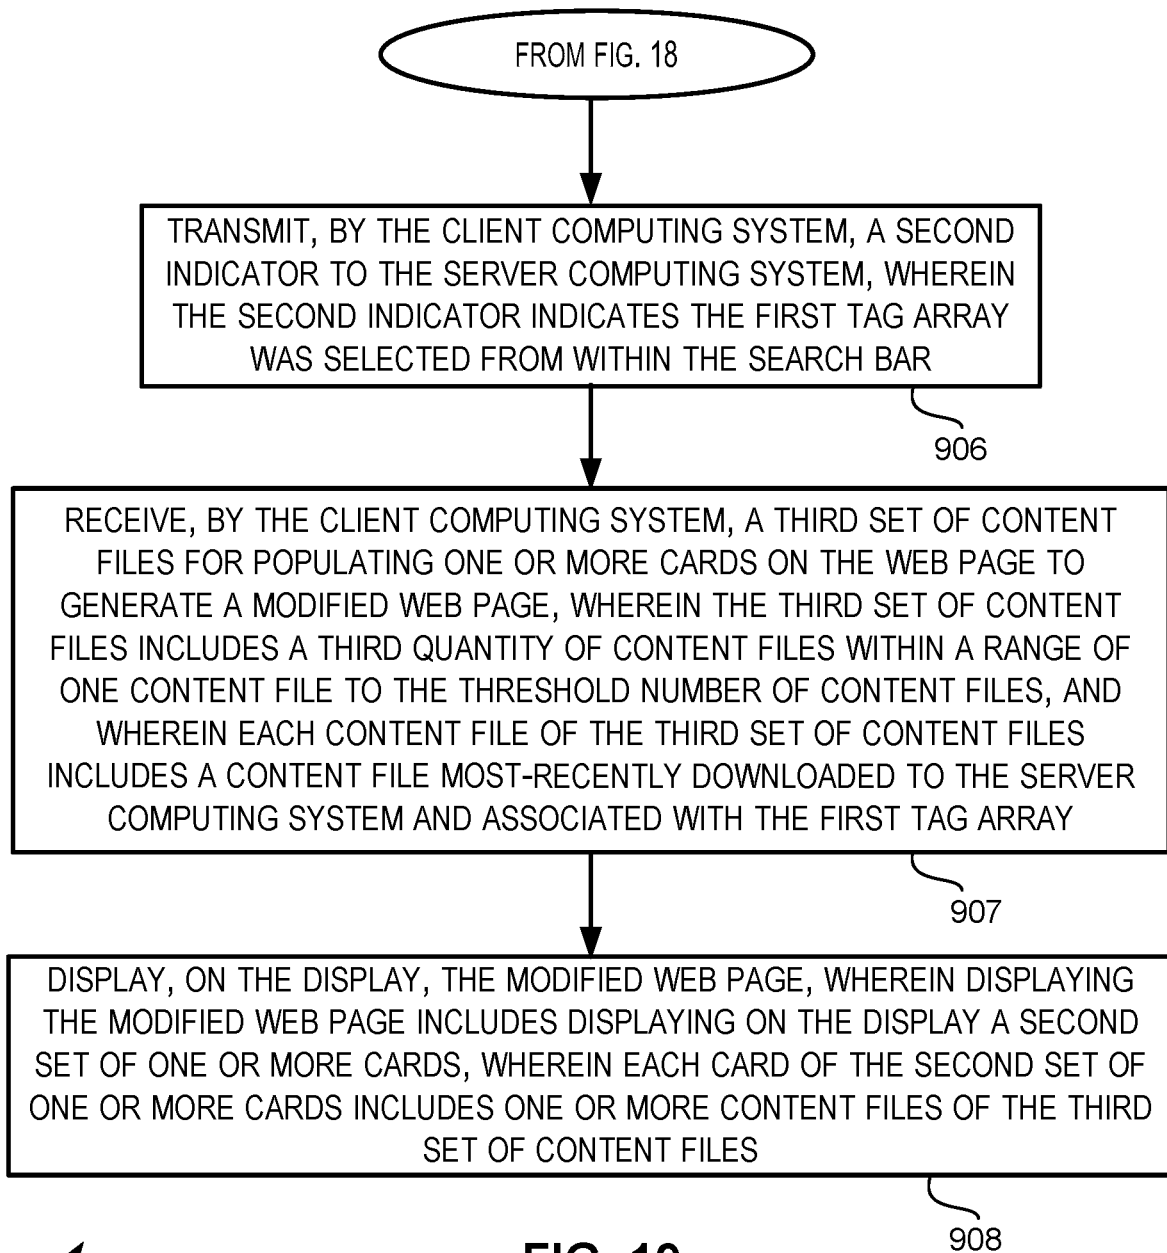 FROM FIG. 18
TRANSMIT, BY THE CLIENT COMPUTING SYSTEM, A SECOND
INDICATOR TO THE SERVER COMPUTING SYSTEM, WHEREIN
THE SECOND INDICATOR INDICATES THE FIRST TAG ARRAY
WAS SELECTED FROM WITHIN THE SEARCH BAR
906
RECEIVE, BY THE CLIENT COMPUTING SYSTEM, A THIRD SET OF CONTENT
FILES FOR POPULATING ONE OR MORE CARDS ON THE WEB PAGE TO
GENERATE A MODIFIED WEB PAGE, WHEREIN THE THIRD SET OF CONTENT
FILES INCLUDES A THIRD QUANTITY OF CONTENT FILES WITHIN A RANGE OF
ONE CONTENT FILE TO THE THRESHOLD NUMBER OF CONTENT FILES, AND
WHEREIN EACH CONTENT FILE OF THE THIRD SET OF CONTENT FILES
INCLUDES A CONTENT FILE MOST-RECENTLY DOWNLOADED TO THE SERVER
COMPUTING SYSTEM AND ASSOCIATED WITH THE FIRST TAG ARRAY
907
DISPLAY, ON THE DISPLAY, THE MODIFIED WEB PAGE, WHEREIN DISPLAYING
THE MODIFIED WEB PAGE INCLUDES DISPLAYING ON THE DISPLAY A SECOND
SET OF ONE OR MORE CARDS, WHEREIN EACH CARD OF THE SECOND SET OF
ONE OR MORE CARDS INCLUDES ONE OR MORE CONTENT FILES OF THE THIRD
SET OF CONTENT FILES
908
FIG.